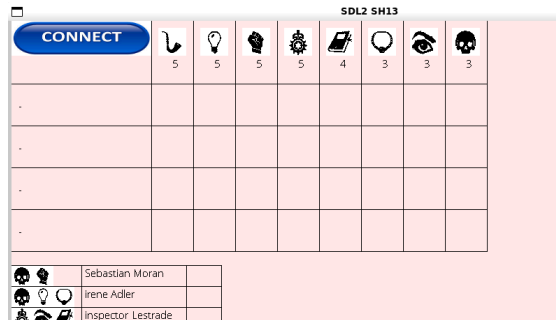 SDL2 SH13
CONNECT
5 5 5 5 4 3 3 3
-
-
-
-
Sebastian Moran
irene Adler
inspector Lestrade